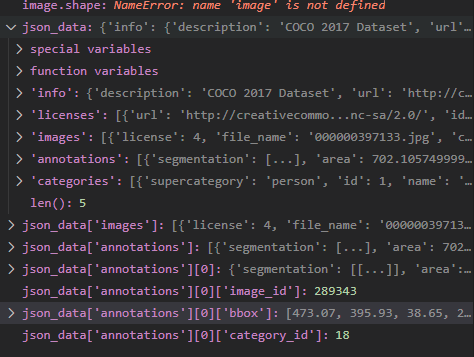 image.shape: NameError: name 'image' is not defined
json_data: {'info': {'description': 'COCO 2017 Dataset', 'url'
special variables
function variables
'info': {'description': 'COCO 2017 Dataset', 'url': 'http://c...
'licenses': [{'url': 'http://creativecommo...nc-sa/2.0/', 'id
'images': [{'license': 4, 'file_name': '000000397133.jpg', 'c
'annotations': [{'segmentation': [...], 'area': 702.105749999
'categories': [{'supercategory': 'person', 'id': 1, 'name': '
len(): 5
json_data['images']: [{'license': 4, 'file_name': '00000039713
json_data['annotations']: [{'segmentation': [...], 'area': 702
json_data['annotations'][0]: {'segmentation': [[...]], 'area':
json_data['annotations'][0]['image_id']: 289343
json_data['annotations'][0]['bbox']: [473.07, 395.93, 38.65, 2
json_data['annotations'][0]['category_id']: 18